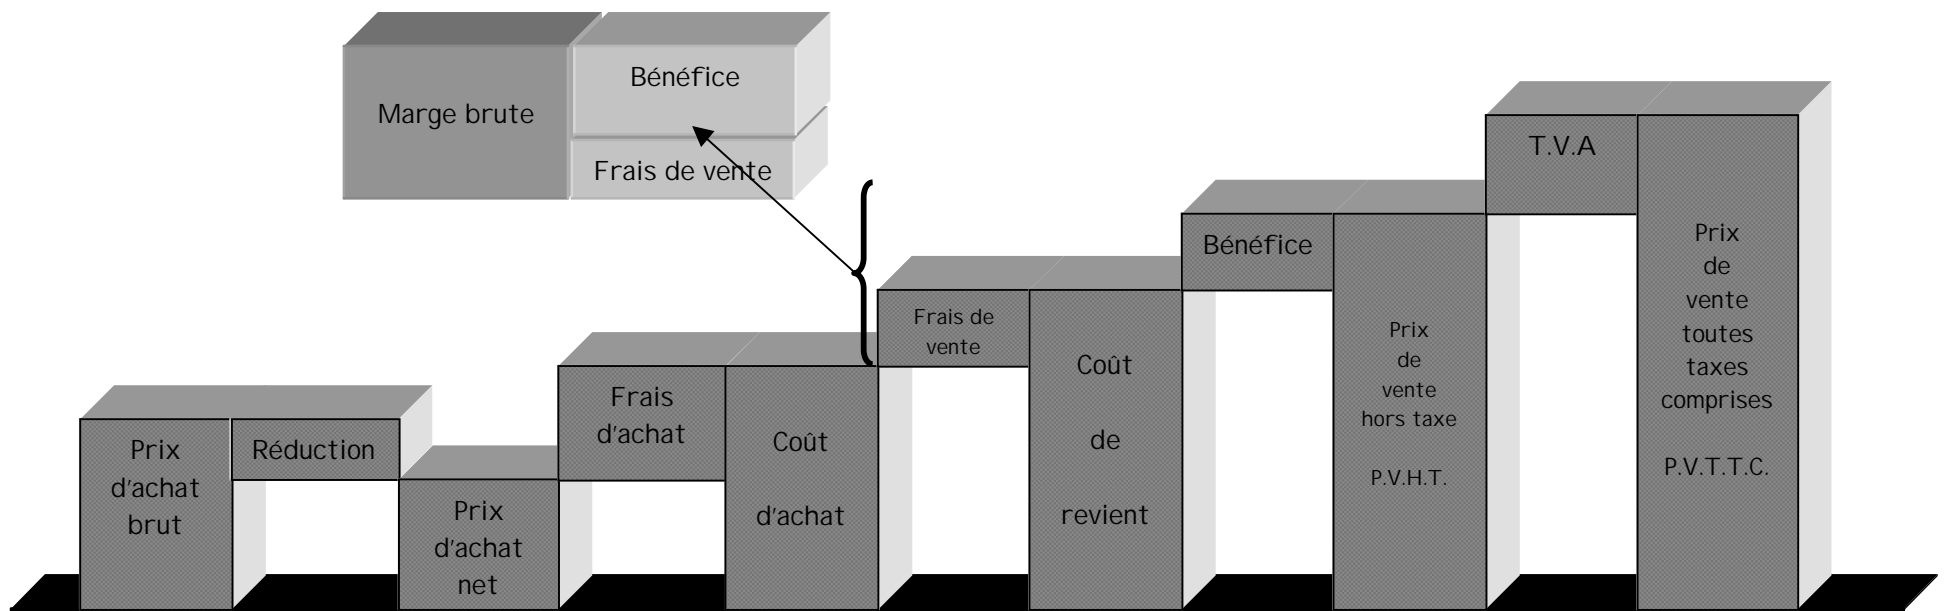 Marge brute
Bénéfice
Frais de vente
Prix
d'achat
brut
Réduction
Prix
d'achat
net
Frais
d'achat
Coût
d'achat
Frais de
vente
Coût
de
revient
Bénéfice
Prix
de
vente
hors taxe
P.V.H.T.
T.V.A
Prix
de
vente
toutes
taxes
comprises
P.V.T.T.C.